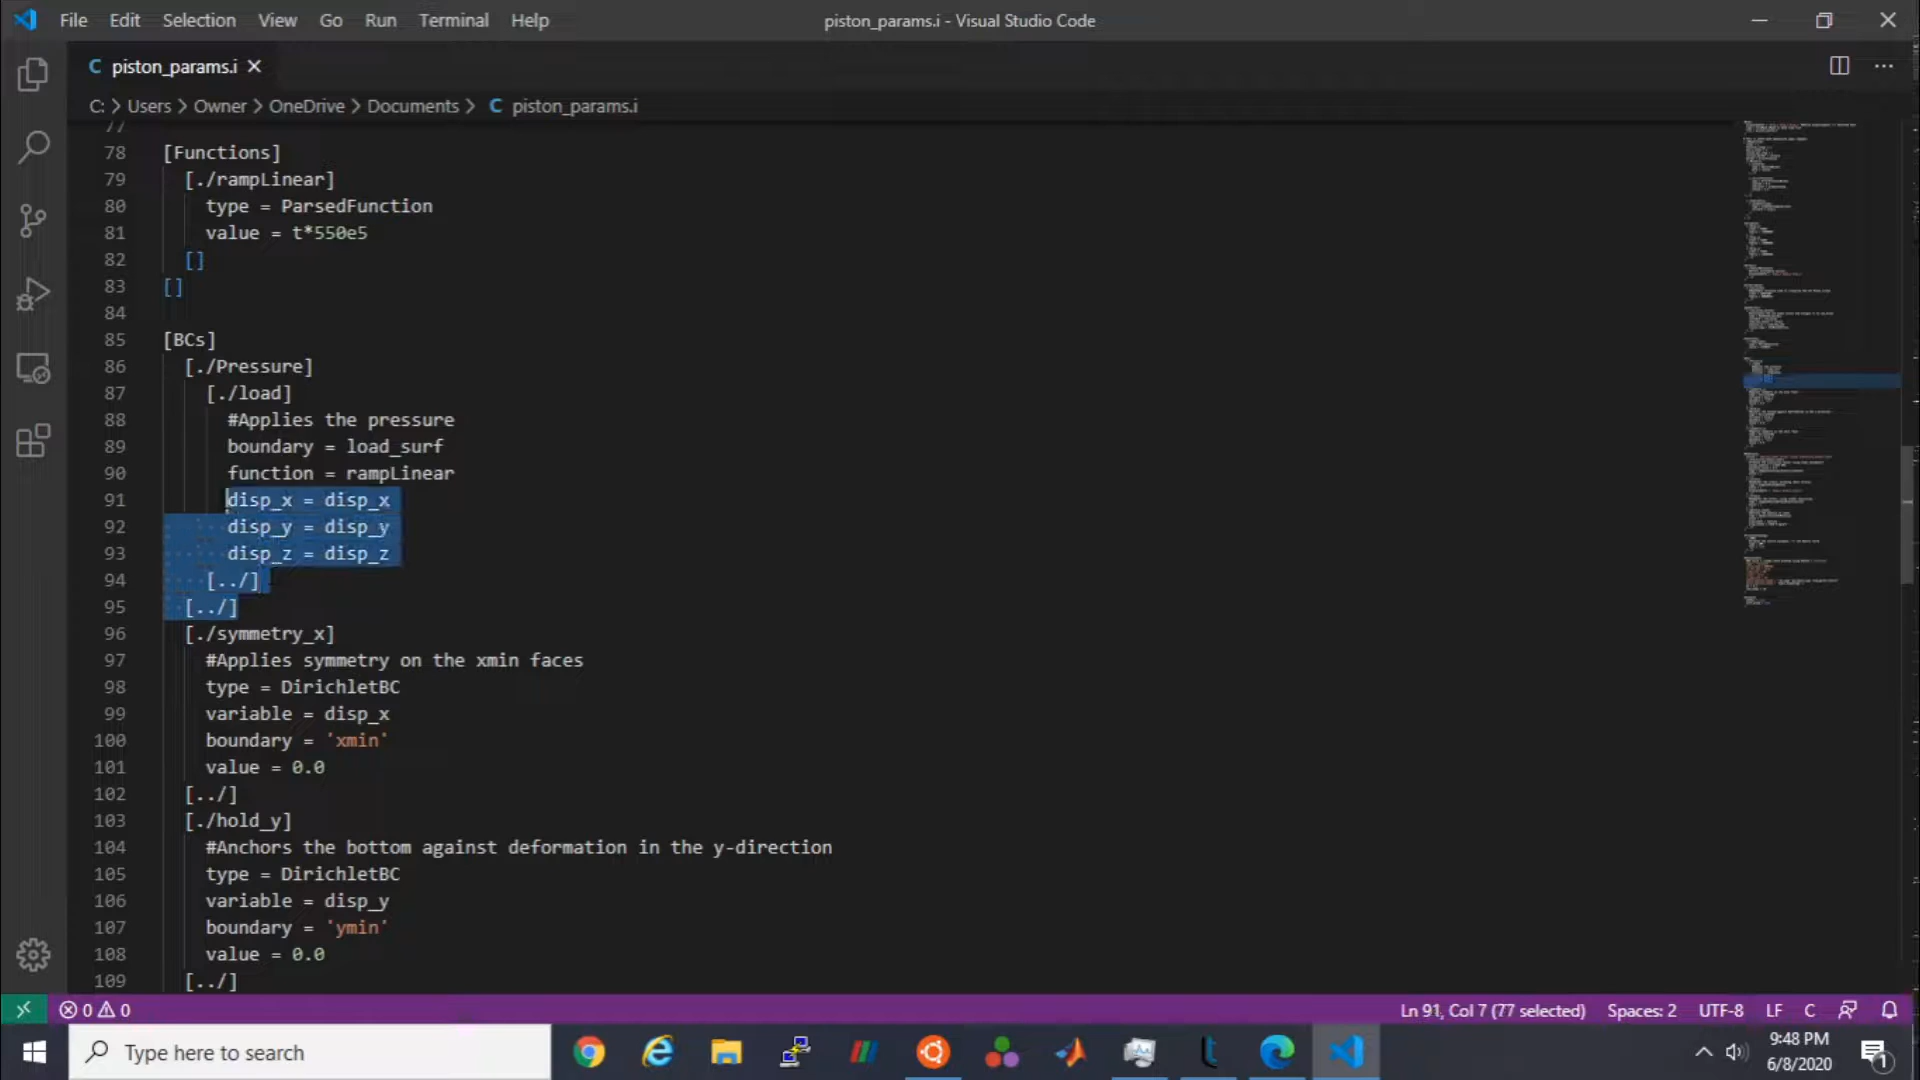 File Edit Selection View Go Run Terminal Help piston_params.i - Visual Studio Code
C piston_params.i
C: > Users > Owner > OneDrive > Documents > C piston_params.i
77
78 [Functions]
79 [./rampLinear]
80 type = ParsedFunction
81 value = t*550e5
82 []
83 []
84
85 [BCs]
86 [./Pressure]
87 [./load]
88 #Applies the pressure
89 boundary = load_surf
90 function = rampLinear
91 disp_x = disp_x
92 disp_y = disp_y
93 disp_z = disp_z
94 [../]
95 [../]
96 [./symmetry_x]
97 #Applies symmetry on the xmin faces
98 type = DirichletBC
99 variable = disp_x
100 boundary = 'xmin'
101 value = 0.0
102 [../]
103 [./hold_y]
104 #Anchors the bottom against deformation in the y-direction
105 type = DirichletBC
106 variable = disp_y
107 boundary = 'ymin'
108 value = 0.0
109 [../]
0 0 Ln 91, Col 7 (77 selected) Spaces: 2 UTF-8 LF C
Type here to search
9:48 PM
6/8/2020
1